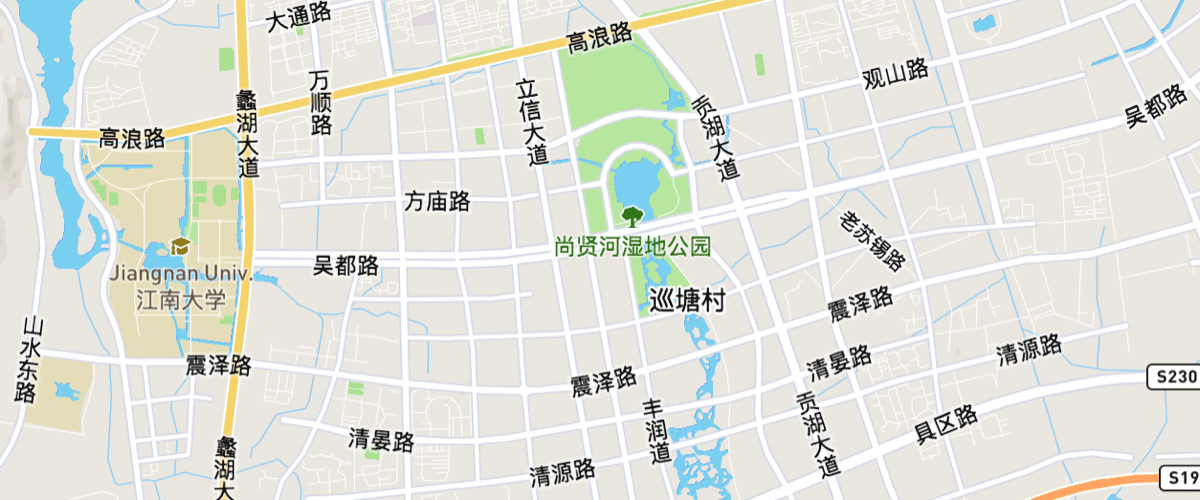 大通路
高浪路
观山路
万顺路
立信大道
蠡湖大道
贡湖大道
吴都路
高浪路
方庙路
老苏锡路
尚贤河湿地公园
吴都路
Jiangnan Univ.
江南大学
巡塘村
震泽路
山水东路
震泽路
清源路
清晏路
震泽路
S230
丰润道
贡湖大道
具区路
清晏路
蠡湖大
清源路
S19